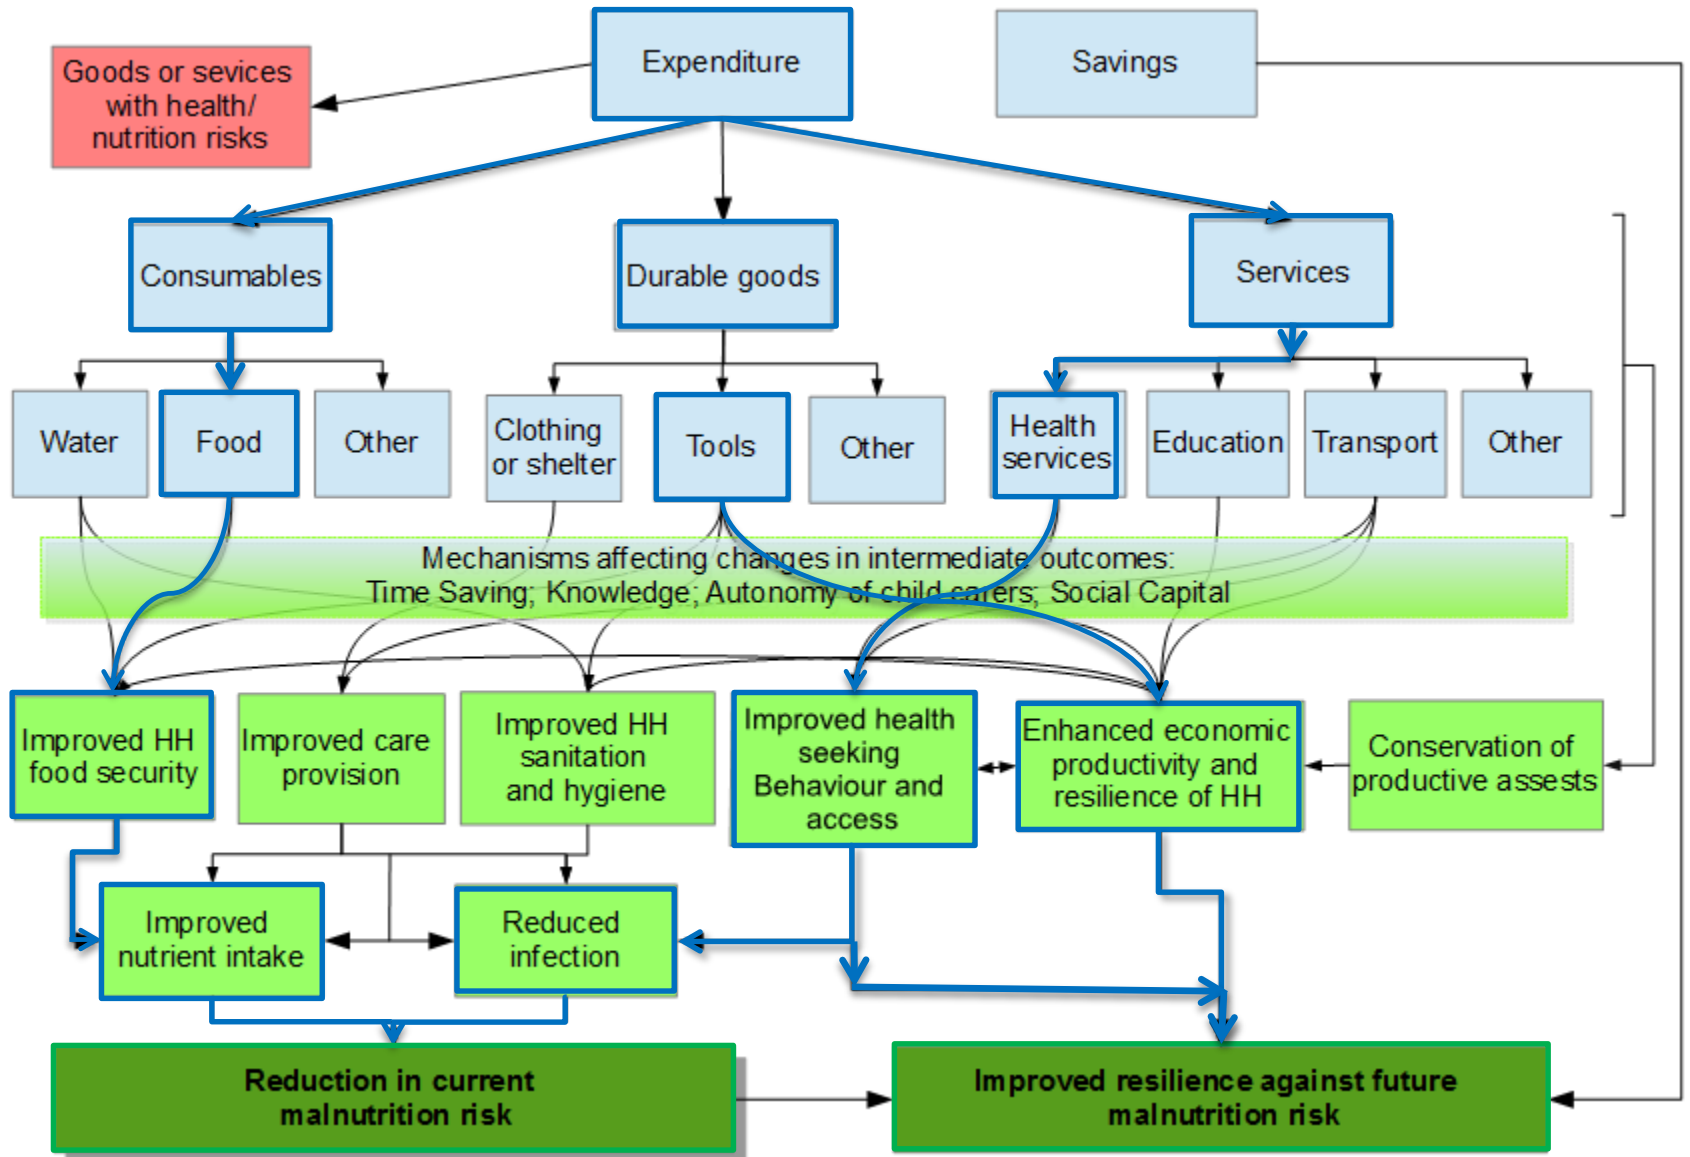 Expenditure
Savings
Goods or sevices
with health/
nutrition risks
Consumables
Durable goods
Services
Water
Food
Other
Clothing
or shelter
Tools
Other
Health
services
Education
Transport
Other
Mechanisms affecting changes in intermediate outcomes:
Time Saving; Knowledge; Autonomy of child carers; Social Capital
Improved HH
food security
Improved care
provision
Improved HH
sanitation
and hygiene
Improved health
seeking
Behaviour and
access
Enhanced economic
productivity and
resilience of HH
Conservation of
productive assests
Improved
nutrient intake
Reduced
infection
Reduction in current
malnutrition risk
Improved resilience against future
malnutrition risk